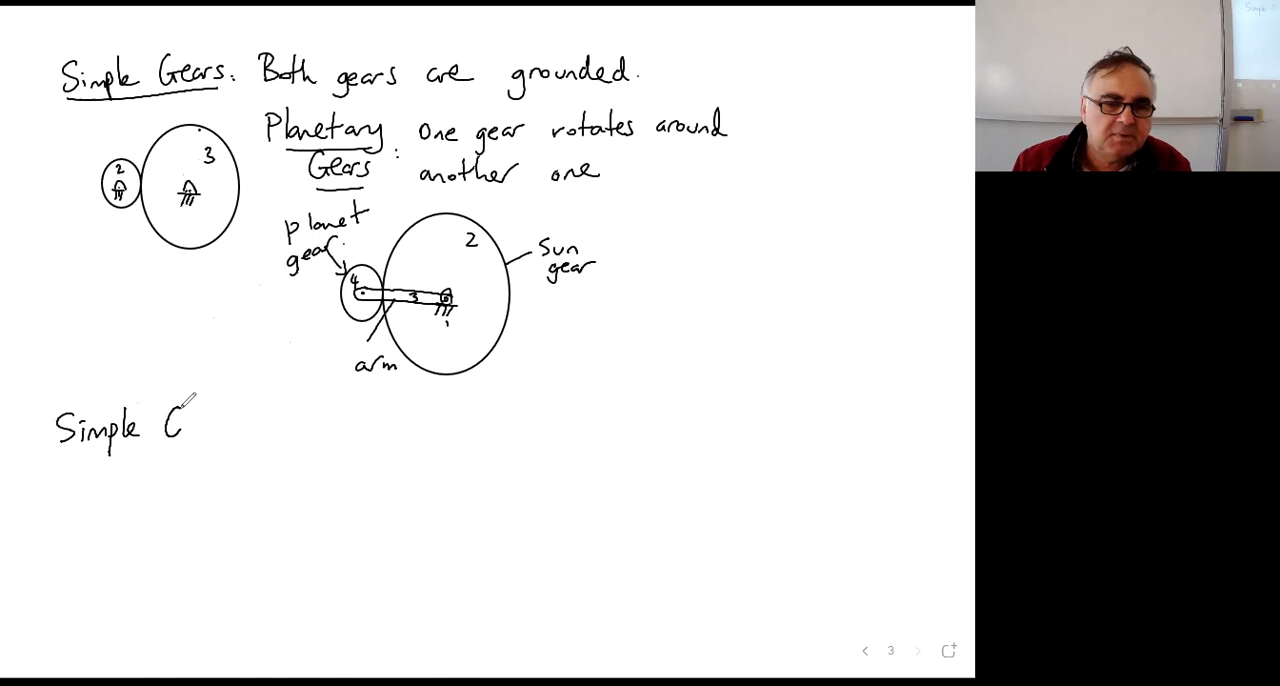 Simple Gears: Both gears are grounded.
2
3
Planetary Gears: One gear rotates around
another one
planet
gear
4
3
2
1
Sun
gear
arm
Simple G
3